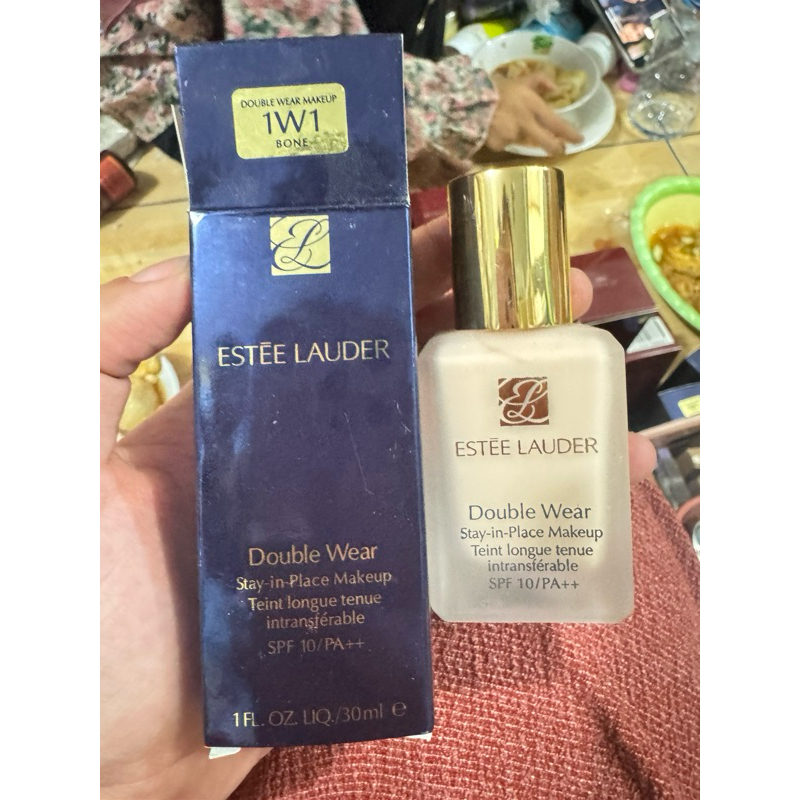 DOUBLE WEAR MAKEUP
1W1
BONE
EL
ESTĒE LAUDER
Double Wear
Stay-in-Place Makeup
Teint longue tenue
intransférable
SPF 10/PA++
1 FL. OZ. LIQ./30ml ℮
EL
ESTĒE LAUDER
Double Wear
Stay-in-Place Makeup
Teint longue tenue
intransférable
SPF 10/PA++